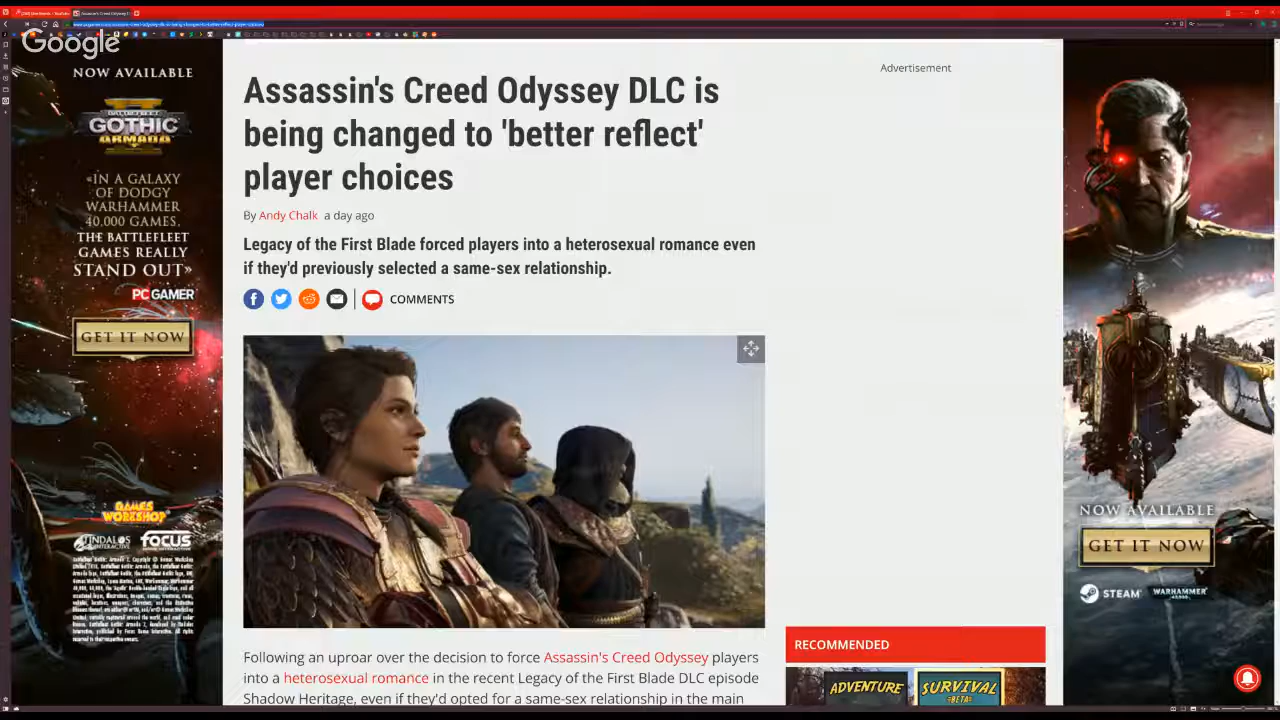 Google
NOW AVAILABLE
BATTLEFLEET
GOTHIC
ARMADA
«IN A GALAXY
OF DODGY
WARHAMMER
40,000 GAMES,
THE BATTLEFLEET
GAMES REALLY
STAND OUT»
PC GAMER
GET IT NOW
GAMES
WORKSHOP
FOCUS
Assassin's Creed Odyssey DLC is
being changed to 'better reflect'
player choices
By Andy Chalk a day ago
Legacy of the First Blade forced players into a heterosexual romance even
if they'd previously selected a same-sex relationship.
COMMENTS
Following an uproar over the decision to force Assassin's Creed Odyssey players
into a heterosexual romance in the recent Legacy of the First Blade DLC episode
Shadow Heritage, even if they'd opted for a same-sex relationship in the main
Advertisement
RECOMMENDED
ADVENTURE
SURVIVAL
BETA
NOW AVAILABLE
GET IT NOW
STEAM
WARHAMMER